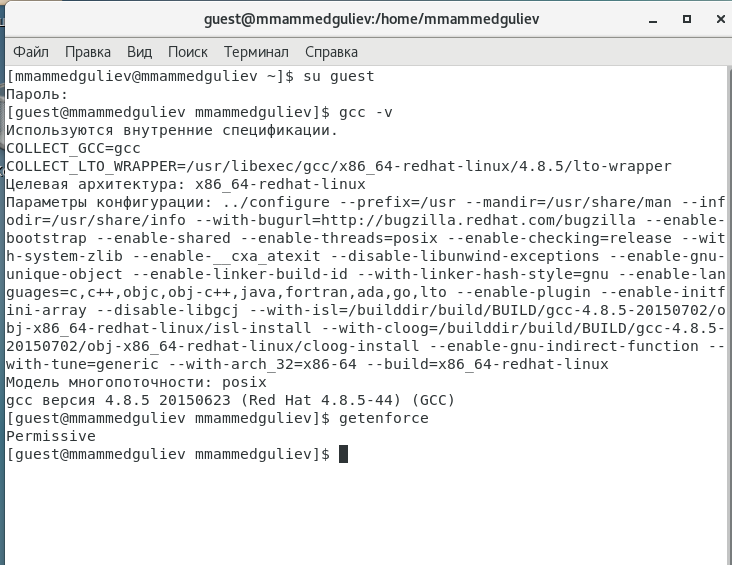 guest@mmammedguliev:/home/mmammedguliev
Файл Правка Вид Поиск Терминал Справка
[mmammedguliev@mmammedguliev ~]$ su guest
Пароль:
[guest@mmammedguliev mmammedguliev]$ gcc -v
Используются внутренние спецификации.
COLLECT_GCC=gcc
COLLECT_LTO_WRAPPER=/usr/libexec/gcc/x86_64-redhat-linux/4.8.5/lto-wrapper
Целевая архитектура: x86_64-redhat-linux
Параметры конфигурации: ../configure --prefix=/usr --mandir=/usr/share/man --inf
odir=/usr/share/info --with-bugurl=http://bugzilla.redhat.com/bugzilla --enable-
bootstrap --enable-shared --enable-threads=posix --enable-checking=release --wit
h-system-zlib --enable-__cxa_atexit --disable-libunwind-exceptions --enable-gnu-
unique-object --enable-linker-build-id --with-linker-hash-style=gnu --enable-lan
guages=c,c++,objc,obj-c++,java,fortran,ada,go,lto --enable-plugin --enable-initf
ini-array --disable-libgcj --with-isl=/builddir/build/BUILD/gcc-4.8.5-20150702/o
bj-x86_64-redhat-linux/isl-install --with-cloog=/builddir/build/BUILD/gcc-4.8.5-
20150702/obj-x86_64-redhat-linux/cloog-install --enable-gnu-indirect-function --
with-tune=generic --with-arch_32=x86-64 --build=x86_64-redhat-linux
Модель многопоточности: posix
gcc версия 4.8.5 20150623 (Red Hat 4.8.5-44) (GCC)
[guest@mmammedguliev mmammedguliev]$ getenforce
Permissive
[guest@mmammedguliev mmammedguliev]$